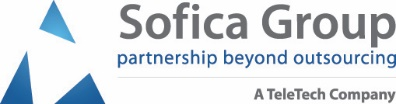 Sofica Group
partnership beyond outsourcing
A TeleTech Company